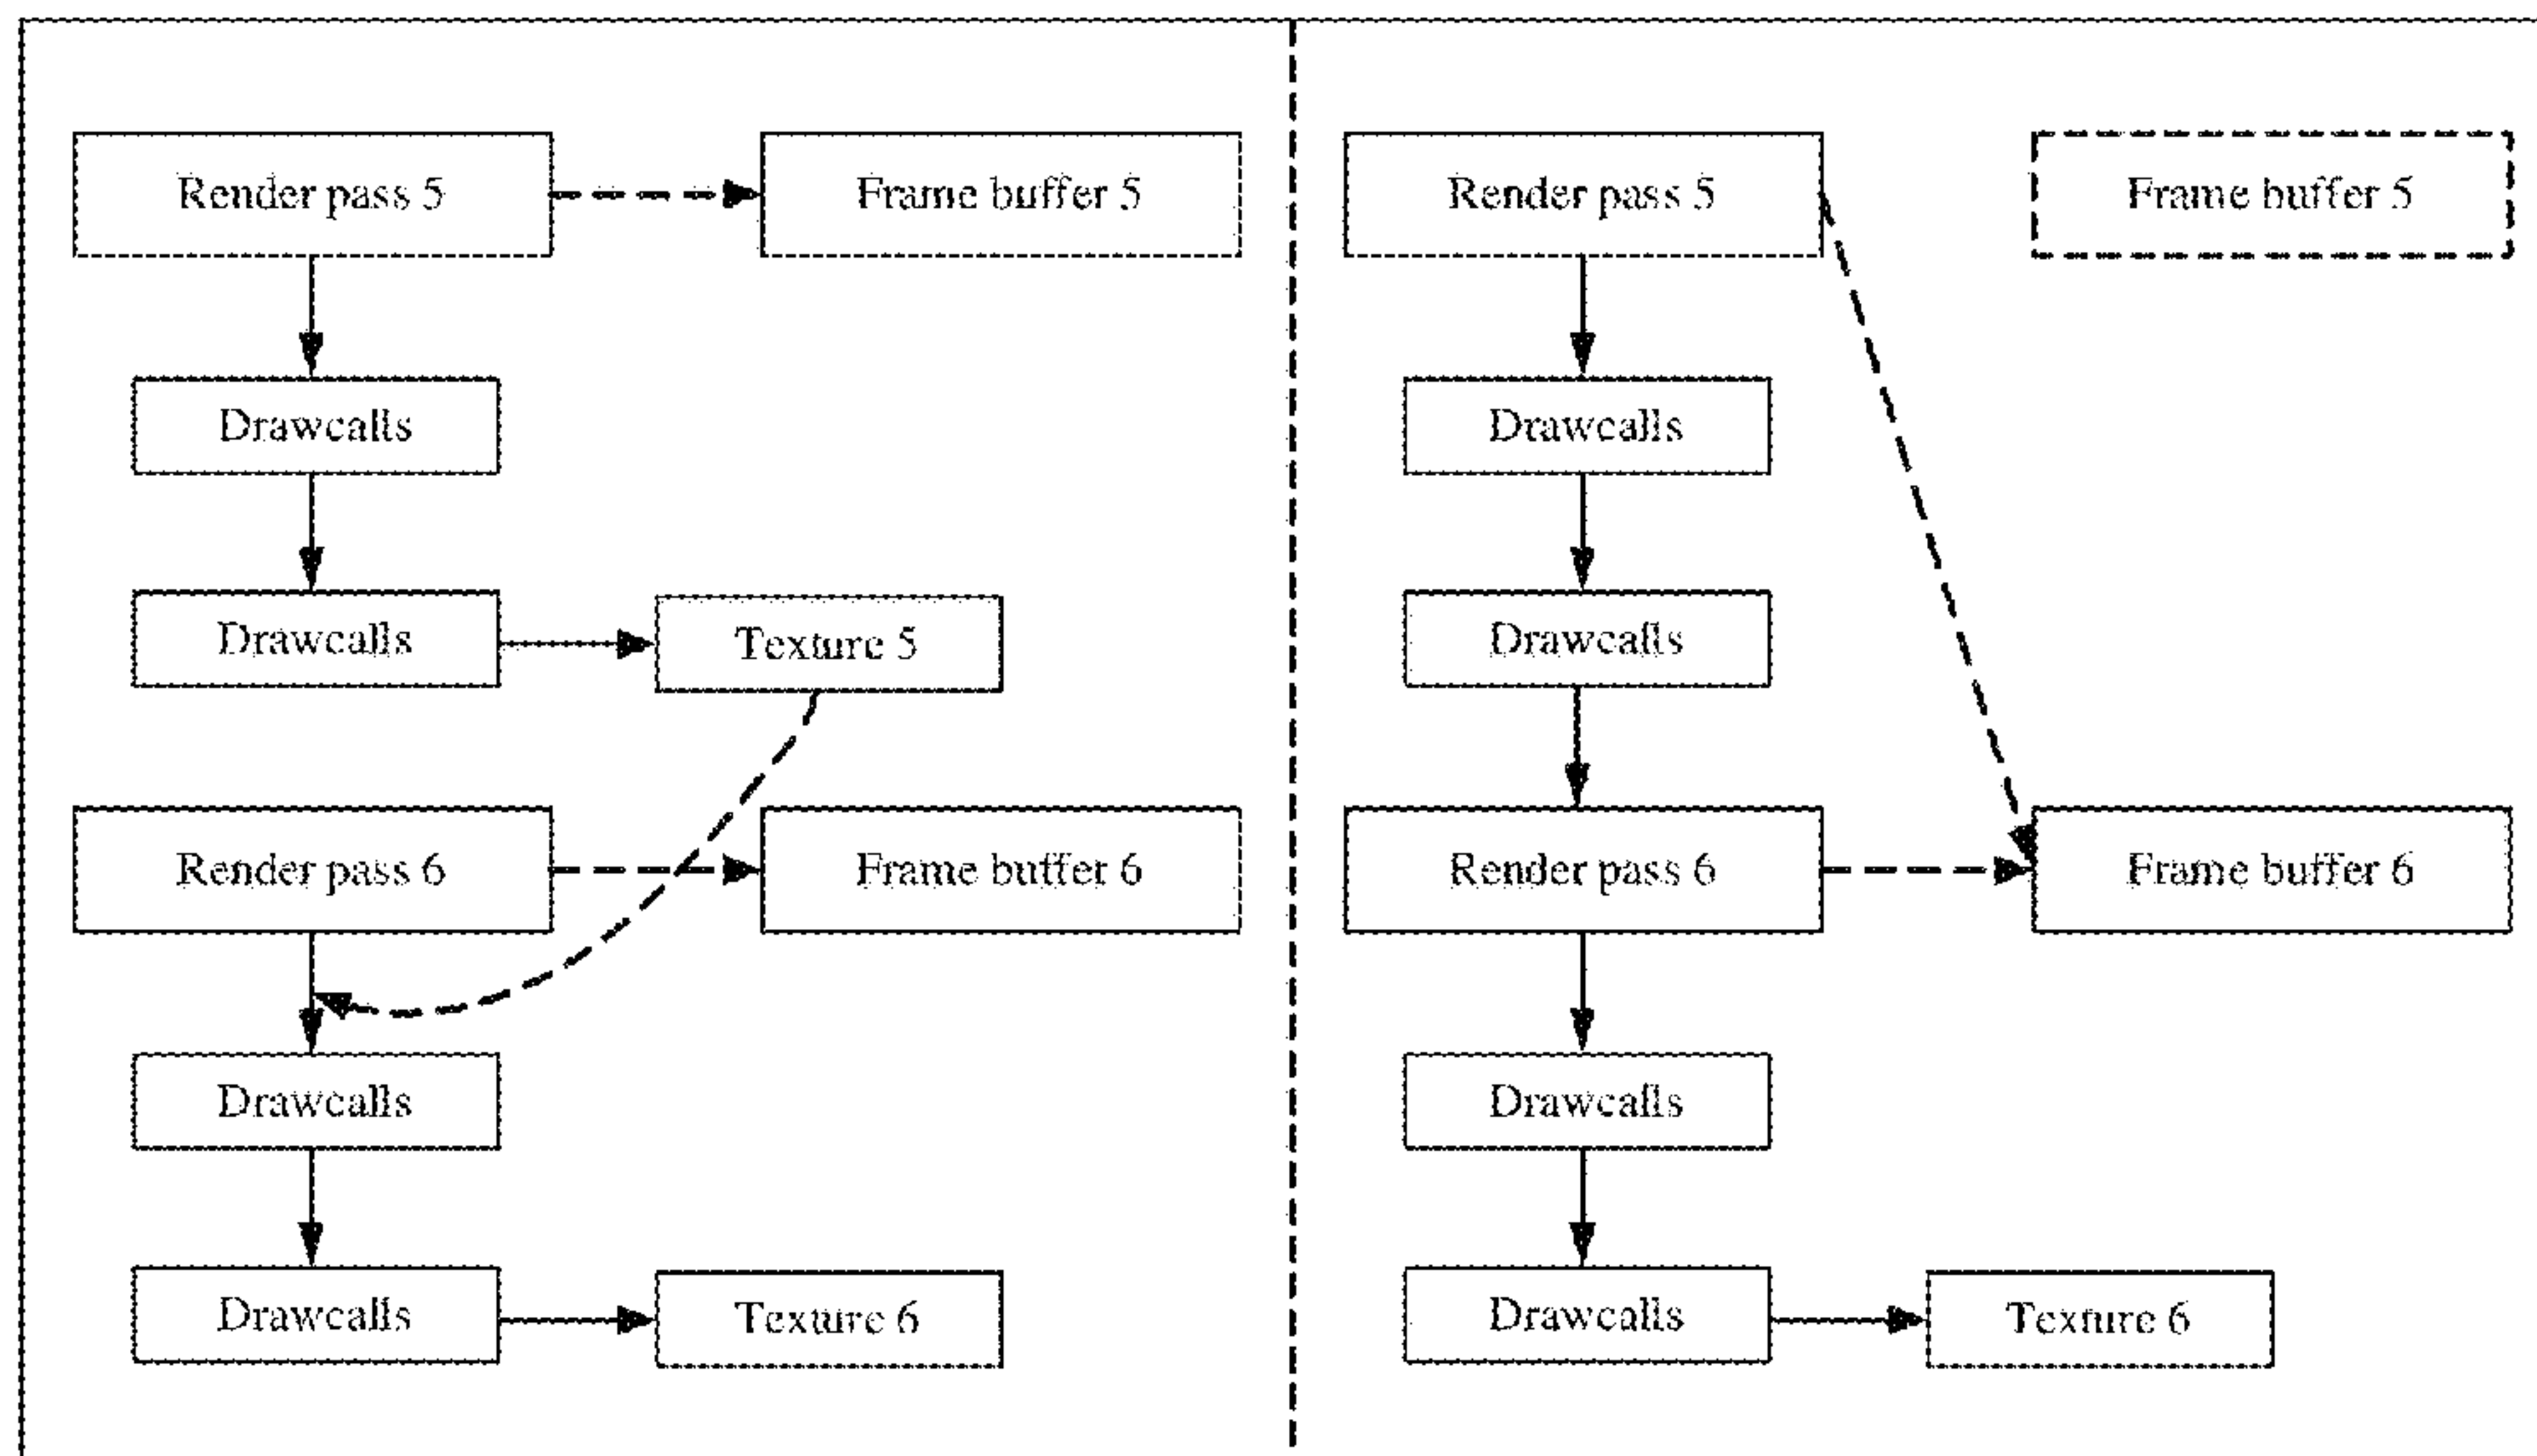 Render pass 5
Frame buffer 5
Drawcalls
Drawcalls
Texture 5
Render pass 6
Frame buffer 6
Drawcalls
Drawcalls
Texture 6
Render pass 5
Frame buffer 5
Drawcalls
Drawcalls
Render pass 6
Frame buffer 6
Drawcalls
Drawcalls
Texture 6